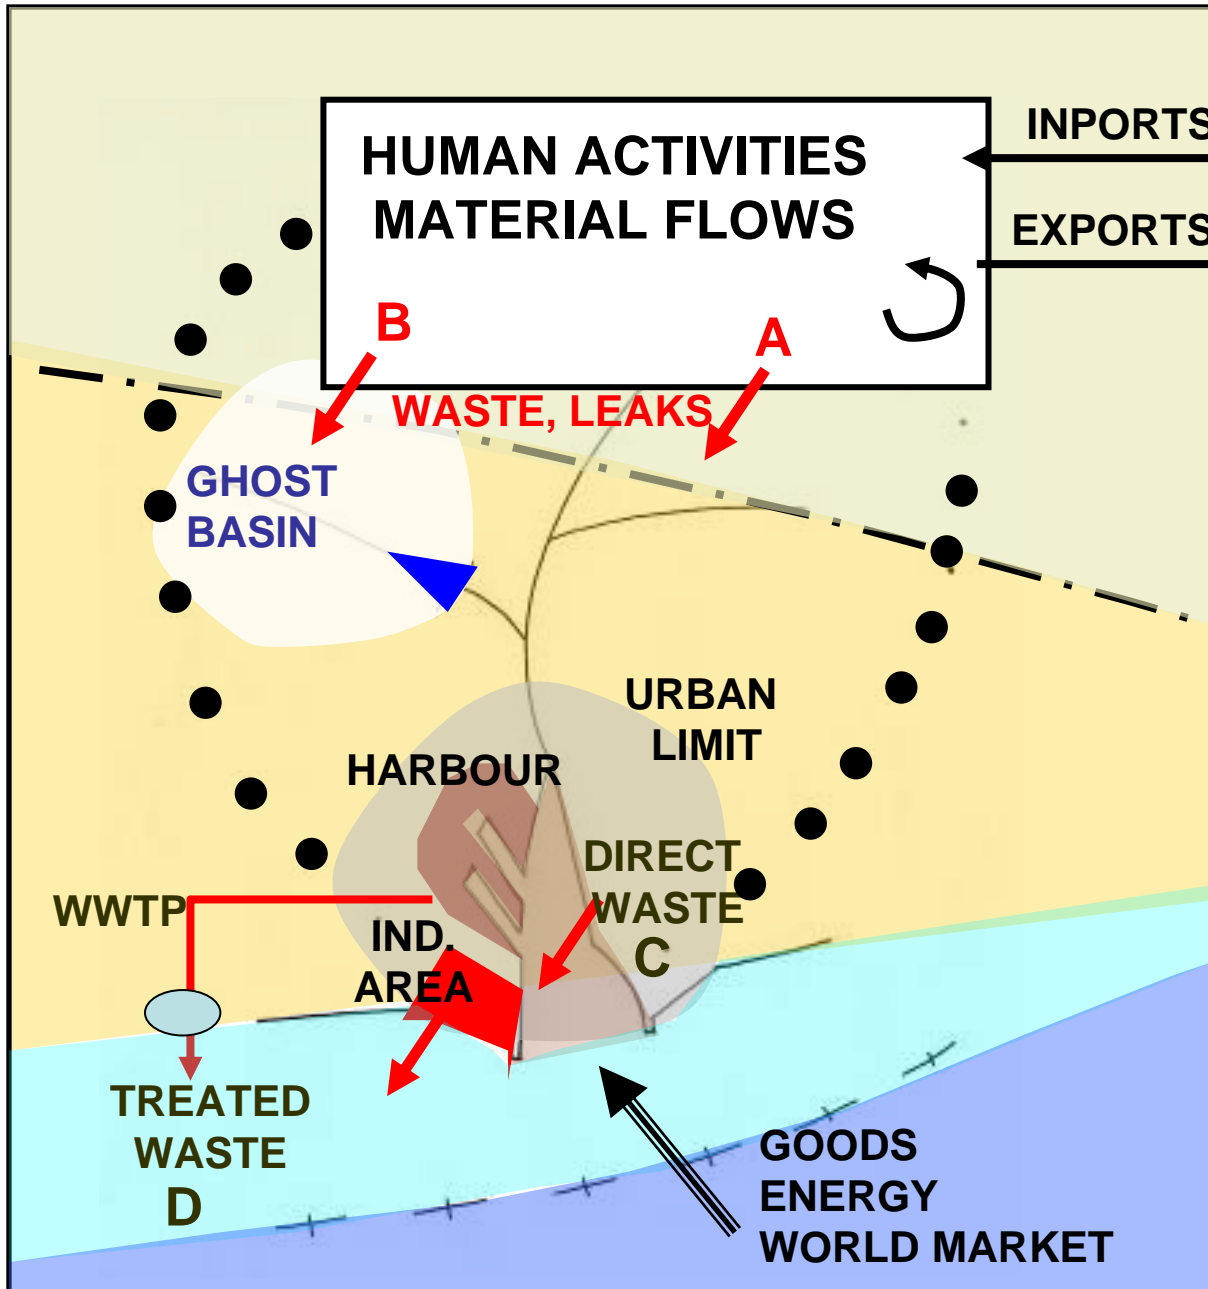 INPORTS
HUMAN ACTIVITIES
MATERIAL FLOWS
EXPORTS
B
A
WASTE, LEAKS
GHOST
BASIN
URBAN
LIMIT
HARBOUR
DIRECT
WASTE
C
WWTP
IND.
AREA
TREATED
WASTE
D
GOODS
ENERGY
WORLD MARKET